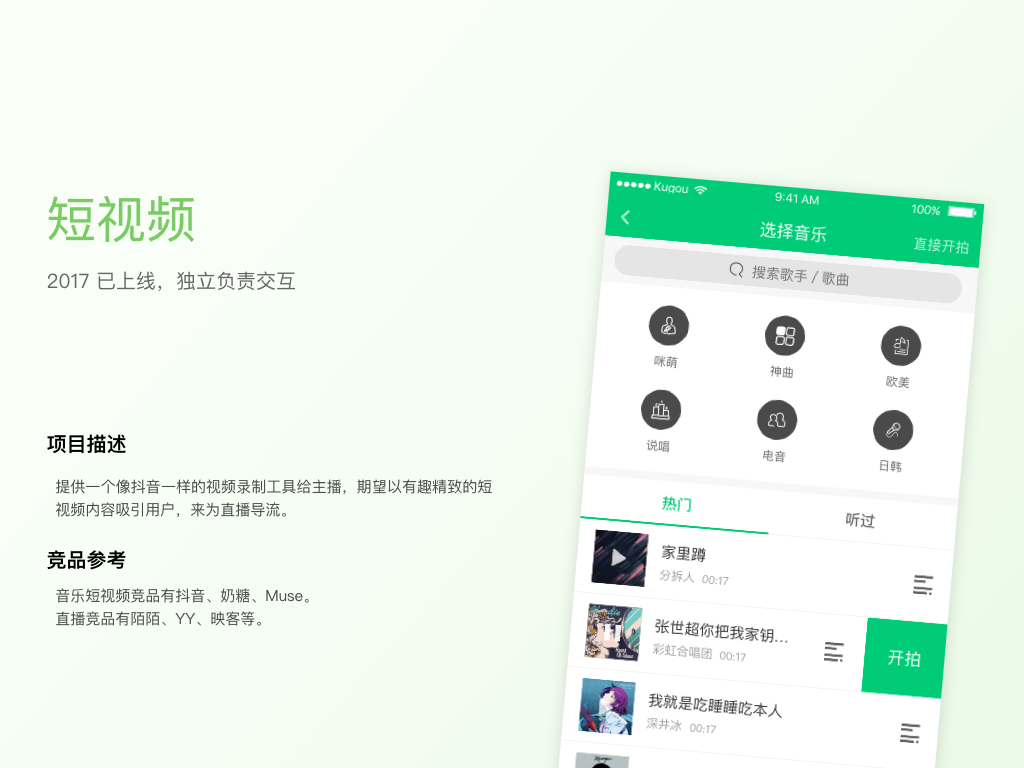 短视频
2017 已上线，独立负责交互
项目描述
提供一个像抖音一样的视频录制工具给主播，期望以有趣精致的短
视频内容吸引用户，来为直播导流。
竞品参考
音乐短视频竞品有抖音、奶糖、Muse。
直播竞品有陌陌、YY、映客等。
Kugou 9:41 AM 100%
选择音乐 直接开拍
搜索歌手 / 歌曲
咪萌 神曲 欧美
说唱 电音 日韩
热门 听过
家里蹲
分拆人 00:17
张世超你把我家钥...
彩虹合唱团 00:17
开拍
我就是吃睡睡吃本人
深井冰 00:17